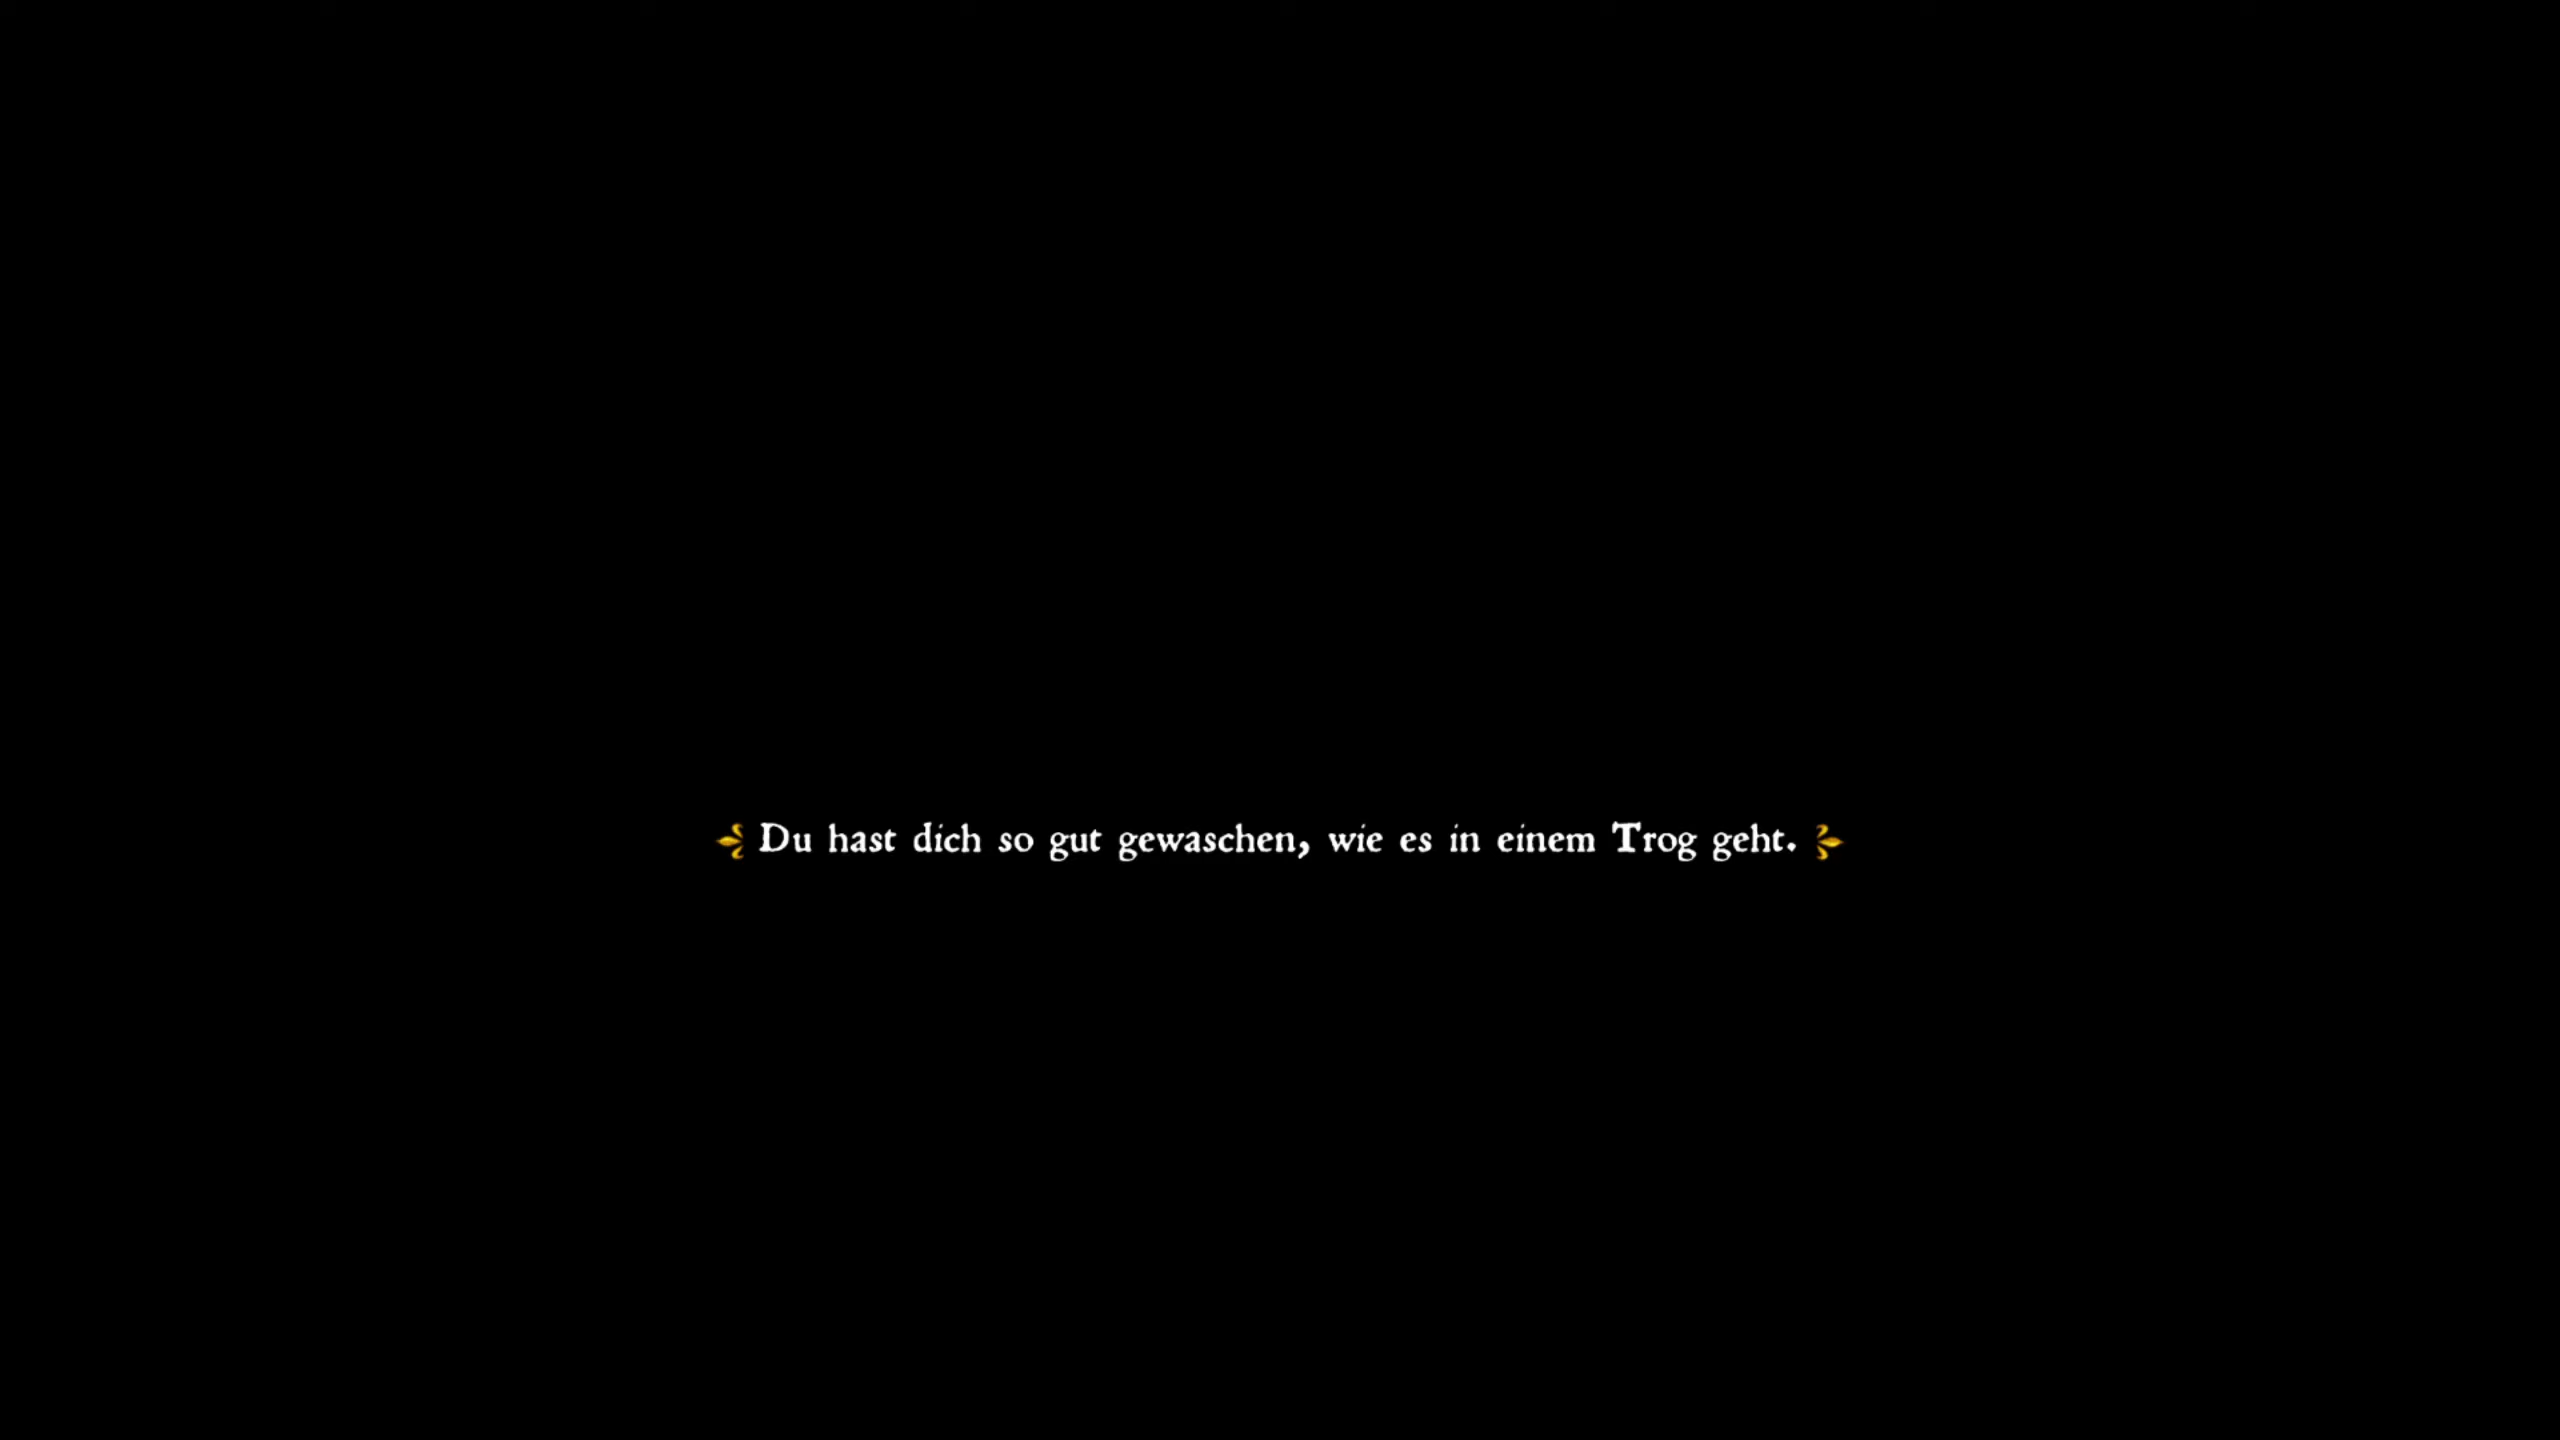 Du hast dich so gut gewaschen, wie es in einem Trog geht.